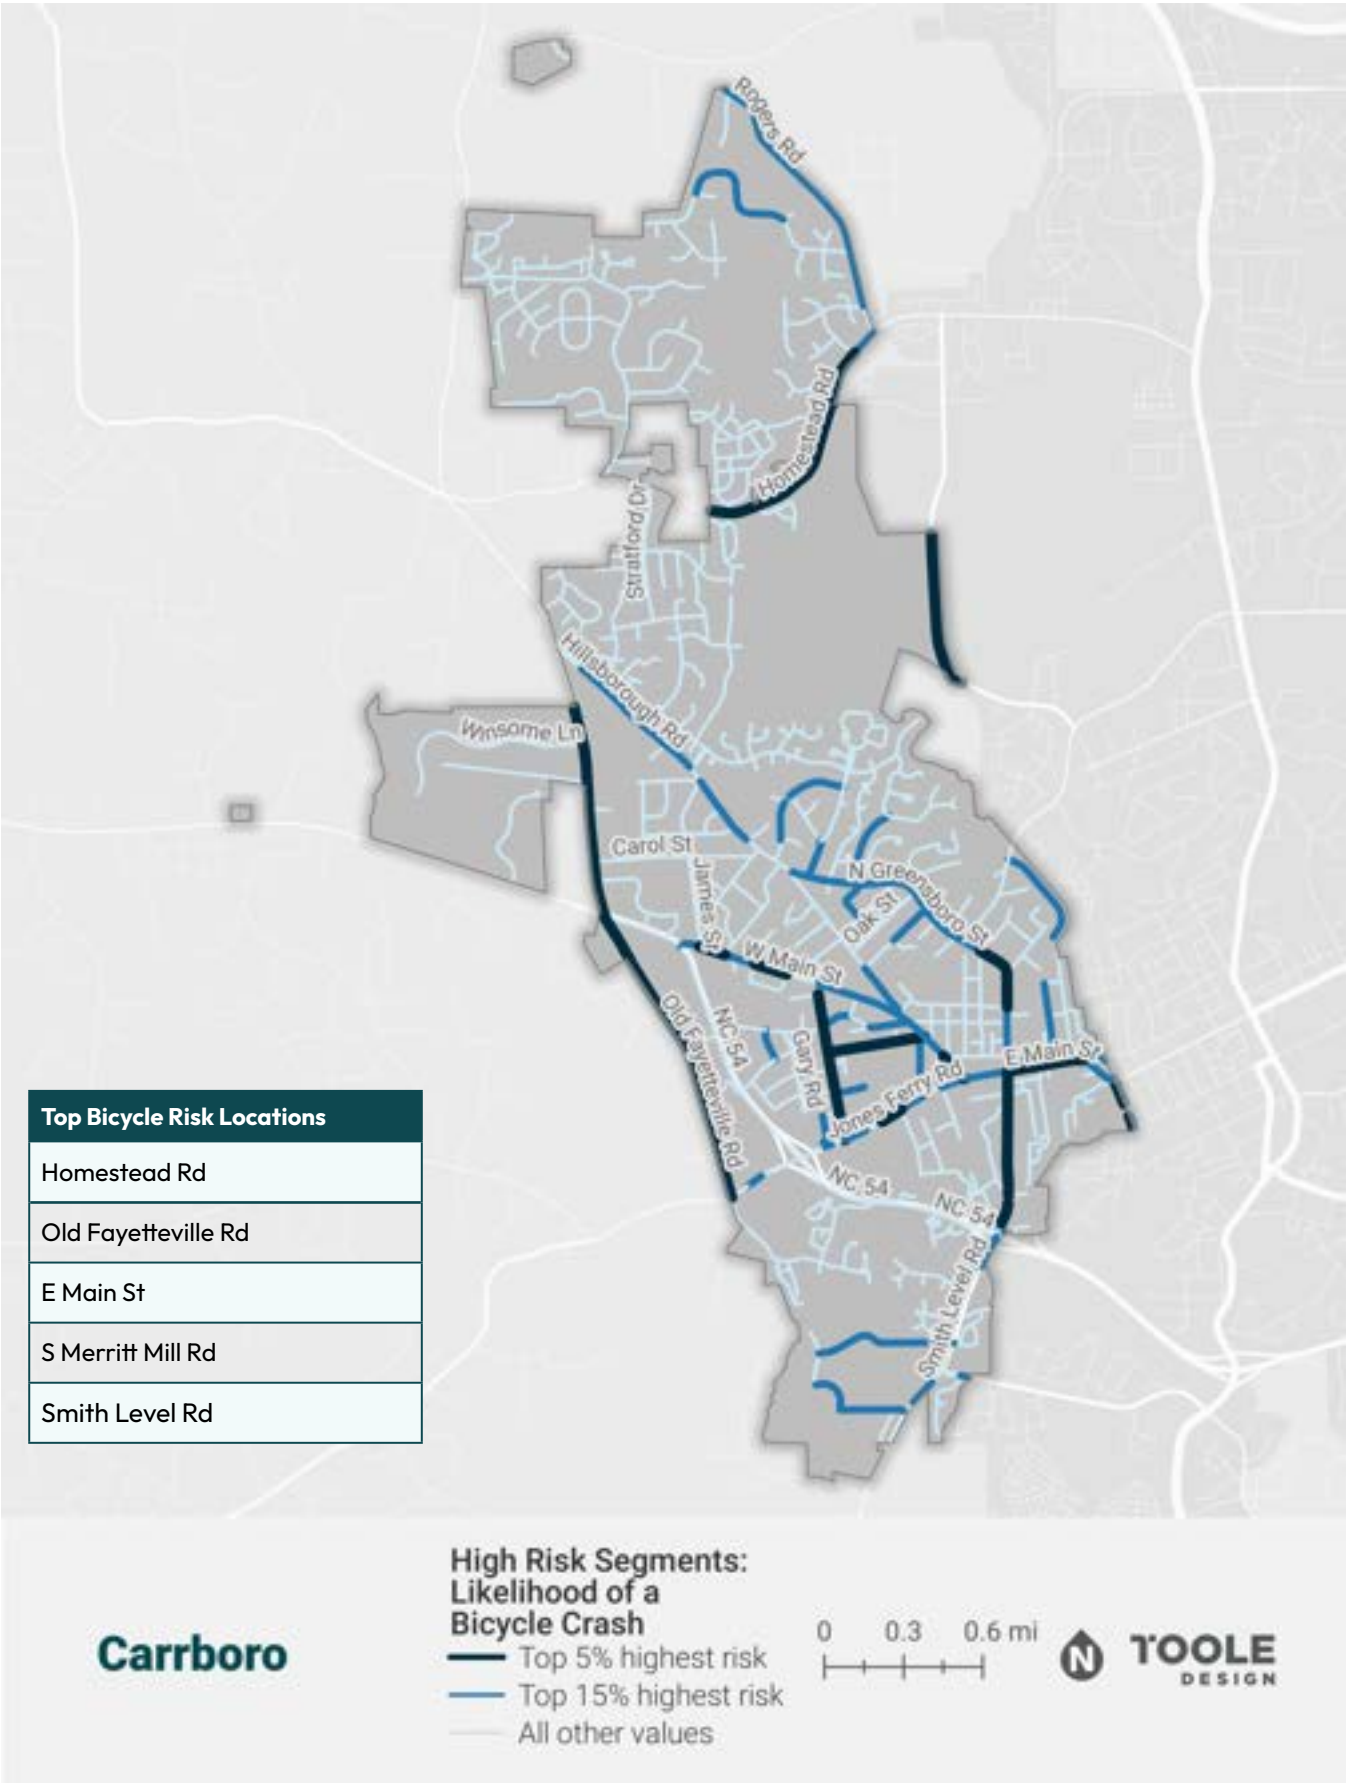 Rogers Rd
Homestead Rd
Stratford Dr
Hillsborough Rd
Winsome Ln
Carol St
James St
N Greensboro St
Oak St
W Main St
Old Fayetteville Rd
NC 54
Gary Rd
E Main St
Jones Ferry Rd
NC 54
NC 54
Smith Level Rd
Top Bicycle Risk Locations
Homestead Rd
Old Fayetteville Rd
E Main St
S Merritt Mill Rd
Smith Level Rd
Carrboro
High Risk Segments:
Likelihood of a
Bicycle Crash
Top 5% highest risk
Top 15% highest risk
All other values
0 0.3 0.6 mi
N
TOOLE
DESIGN